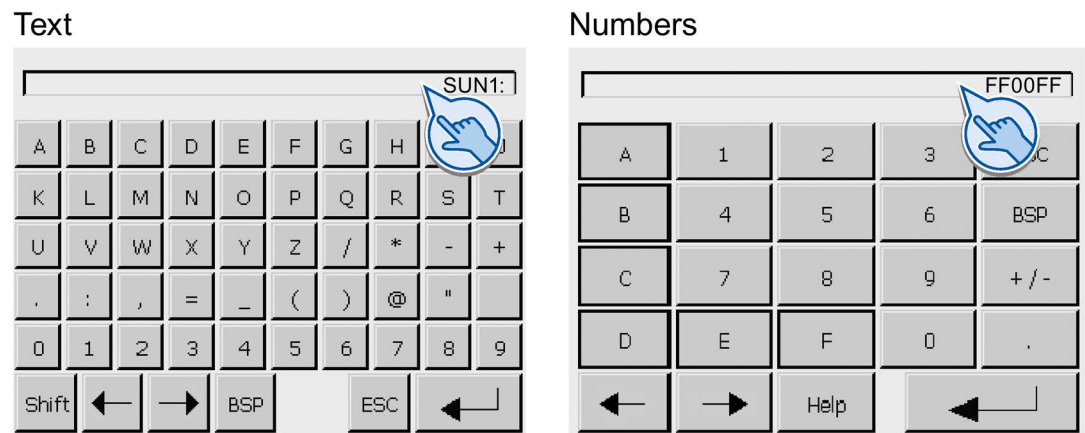 Text
SUN1:
A B C D E F G H J
K L M N O P Q R S T
U V W X Y Z / * - +
. : , = _ ( ) @ "
0 1 2 3 4 5 6 7 8 9
Shift BSP ESC
Numbers
FF00FF
A 1 2 3
B 4 5 6 BSP
C 7 8 9 +/-
D E F 0 .
Help